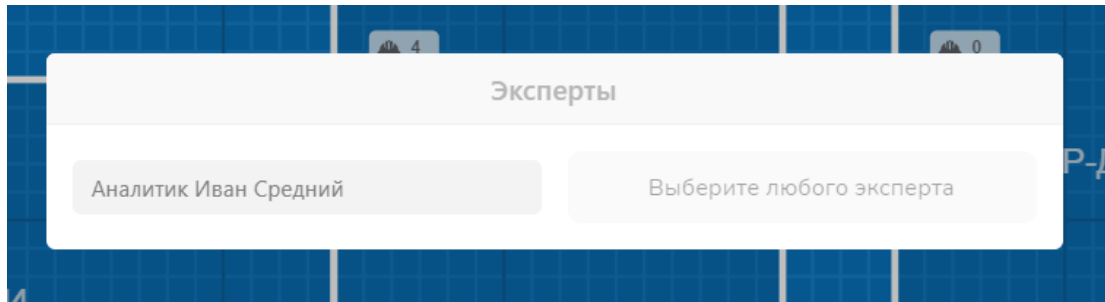 4
0
Эксперты
Аналитик Иван Средний
Выберите любого эксперта
Р-Д
И